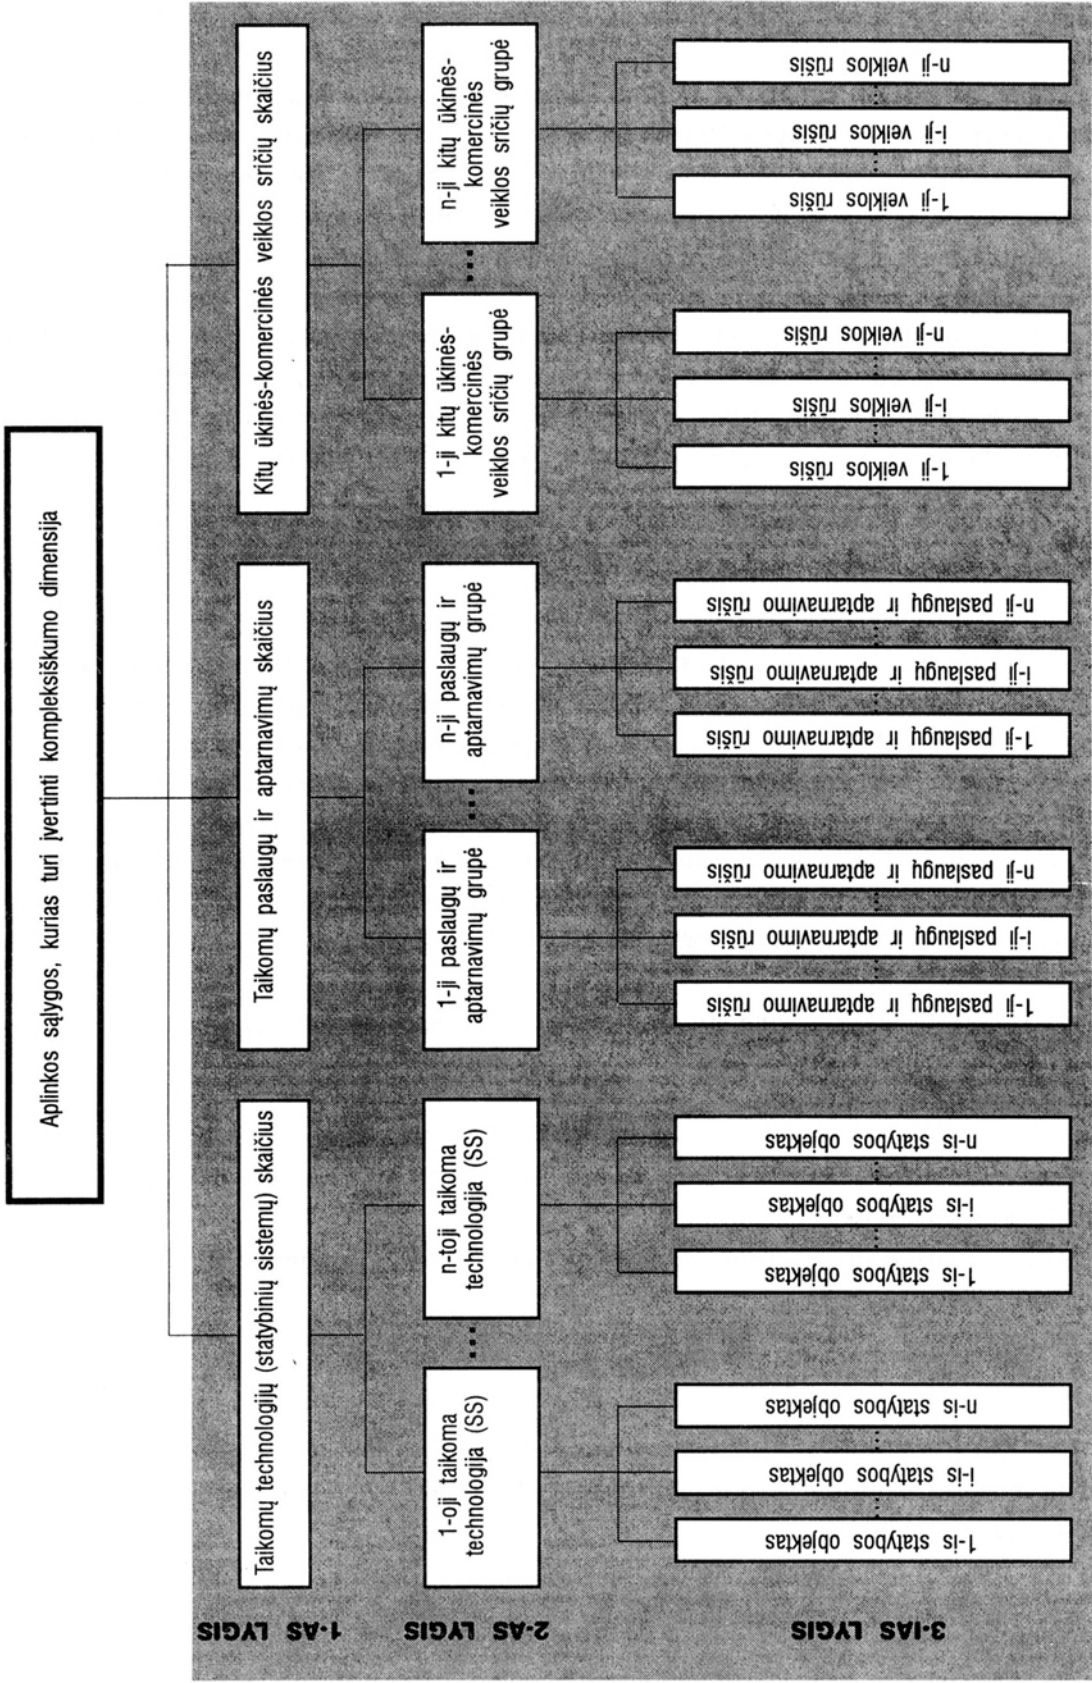 Aplinkos sąlygos, kurias turi įvertinti kompleksiškumo dimensija
1-AS LYGIS
Taikomų technologijų (statybinių sistemų) skaičius
Taikomų paslaugų ir aptarnavimų skaičius
Kitų ūkinės-komercinės veiklos sričių skaičius
2-AS LYGIS
1-oji taikoma
technologija (SS)
...
n-toji taikoma
technologija (SS)
1-ji paslaugų ir
aptarnavimų grupė
...
n-ji paslaugų ir
aptarnavimų grupė
1-ji kitų ūkinės-
komercinės
veiklos sričių grupė
...
n-ji kitų ūkinės-
komercinės
veiklos sričių grupė
3-IAS LYGIS
1-is statybos objektas
i-is statybos objektas
n-is statybos objektas
1-is statybos objektas
i-is statybos objektas
n-is statybos objektas
1-ji paslaugų ir aptarnavimo rūšis
i-ji paslaugų ir aptarnavimo rūšis
n-ji paslaugų ir aptarnavimo rūšis
1-ji paslaugų ir aptarnavimo rūšis
i-ji paslaugų ir aptarnavimo rūšis
n-ji paslaugų ir aptarnavimo rūšis
1-ji veiklos rūšis
i-ji veiklos rūšis
n-ji veiklos rūšis
1-ji veiklos rūšis
i-ji veiklos rūšis
n-ji veiklos rūšis